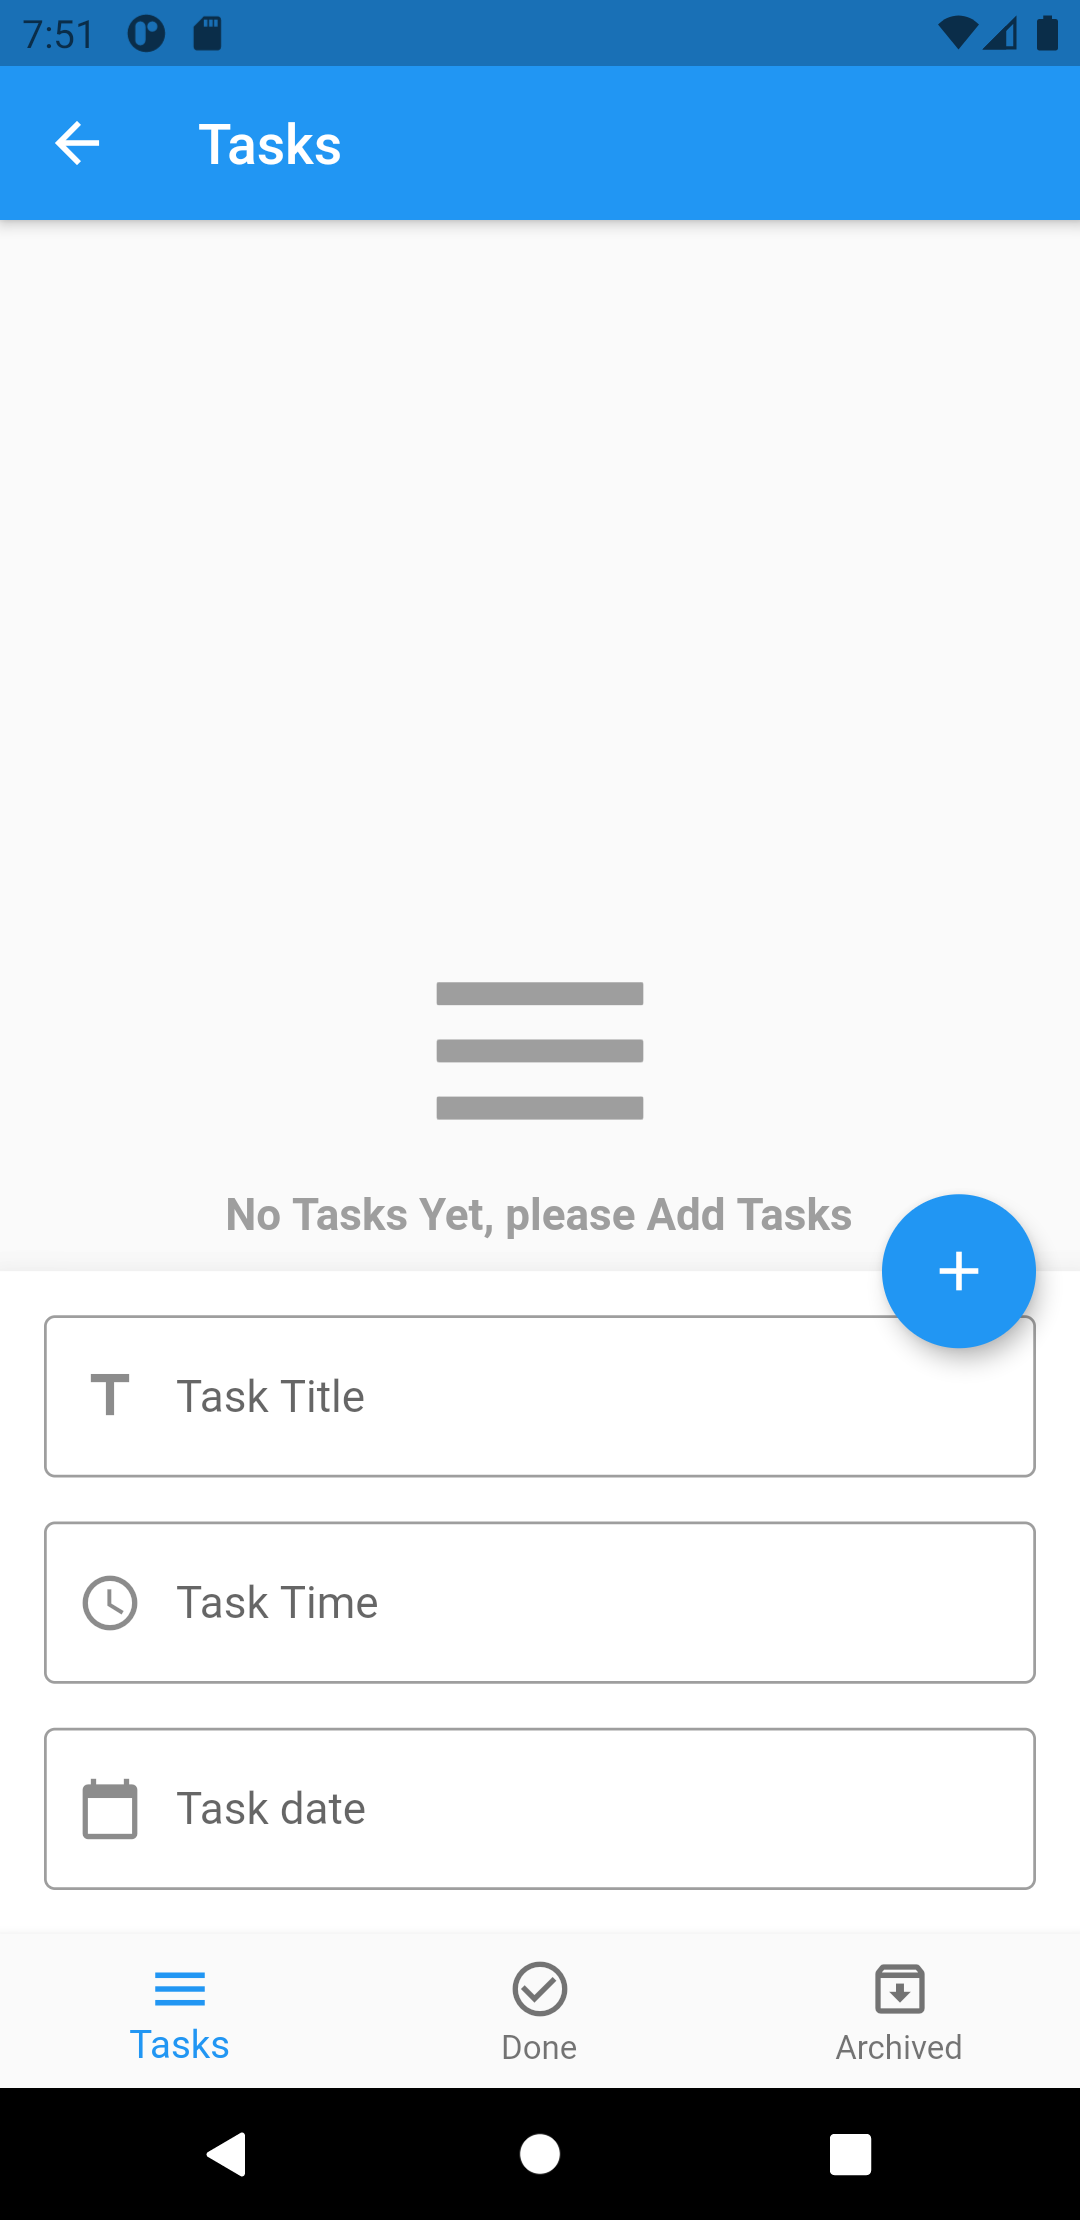 7:51
Tasks
No Tasks Yet, please Add Tasks
Task Title
Task Time
Task date
Tasks
Done
Archived